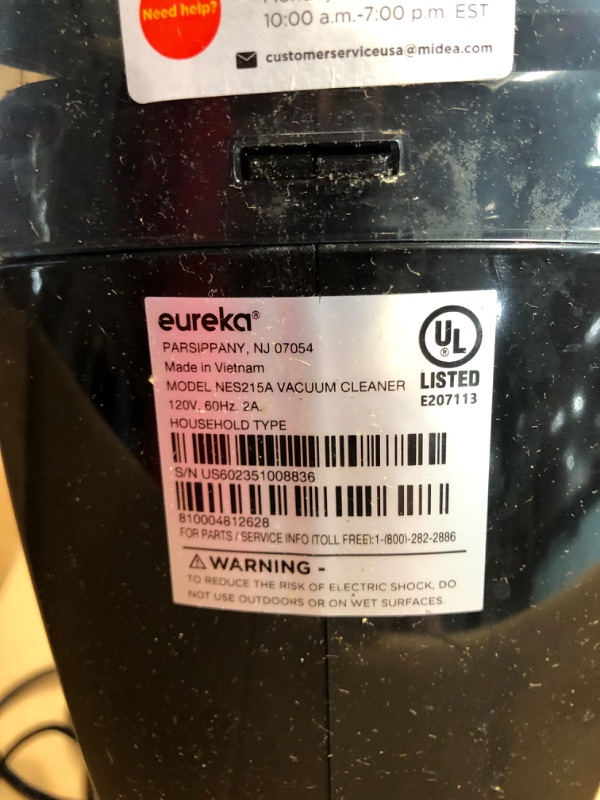 Need help?
10:00 a.m.-7:00 p.m EST
customerserviceusa@midea.com
eureka®
PARSIPPANY, NJ 07054
Made in Vietnam
MODEL NES215A VACUUM CLEANER
120V, 60Hz. 2A.
HOUSEHOLD TYPE
UL
®
LISTED
E207113
S/N US602351008836
810004812628
FOR PARTS / SERVICE INFO (TOLL FREE):1-(800)-282-2886
WARNING -
TO REDUCE THE RISK OF ELECTRIC SHOCK, DO
NOT USE OUTDOORS OR ON WET SURFACES.